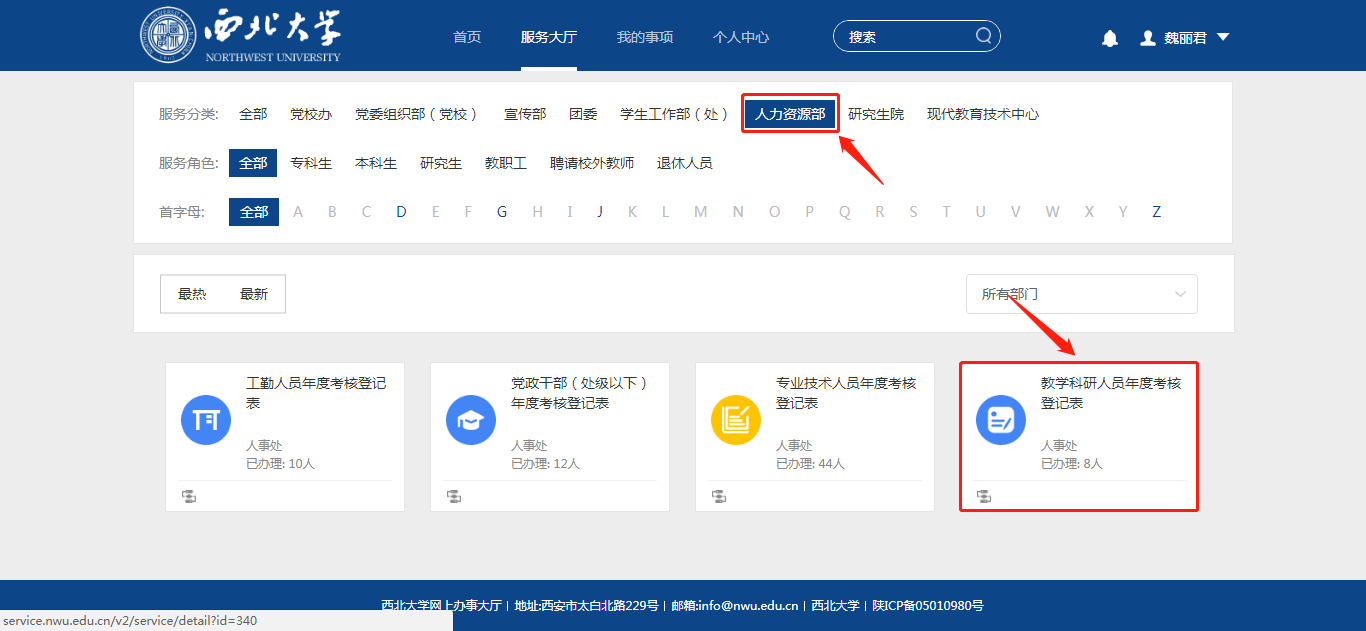 西北大学
NORTHWEST UNIVERSITY
首页 服务大厅 我的事项 个人中心 搜索 魏丽君
服务分类: 全部 党校办 党委组织部（党校） 宣传部 团委 学生工作部（处） 人力资源部 研究生院 现代教育技术中心
服务角色: 全部 专科生 本科生 研究生 教职工 聘请校外教师 退休人员
首字母: 全部 A B C D E F G H I J K L M N O P Q R S T U V W X Y Z
最热 最新 所有部门
工勤人员年度考核登记
表
人事处
已办理: 10人
党政干部（处级以下）
年度考核登记表
人事处
已办理: 12人
专业技术人员年度考核
登记表
人事处
已办理: 44人
教学科研人员年度考核
登记表
人事处
已办理: 8人
西北大学网上办事大厅 | 地址:西安市太白北路229号 | 邮箱:info@nwu.edu.cn | 西北大学 | 陕ICP备05010980号
service.nwu.edu.cn/v2/service/detail?id=340